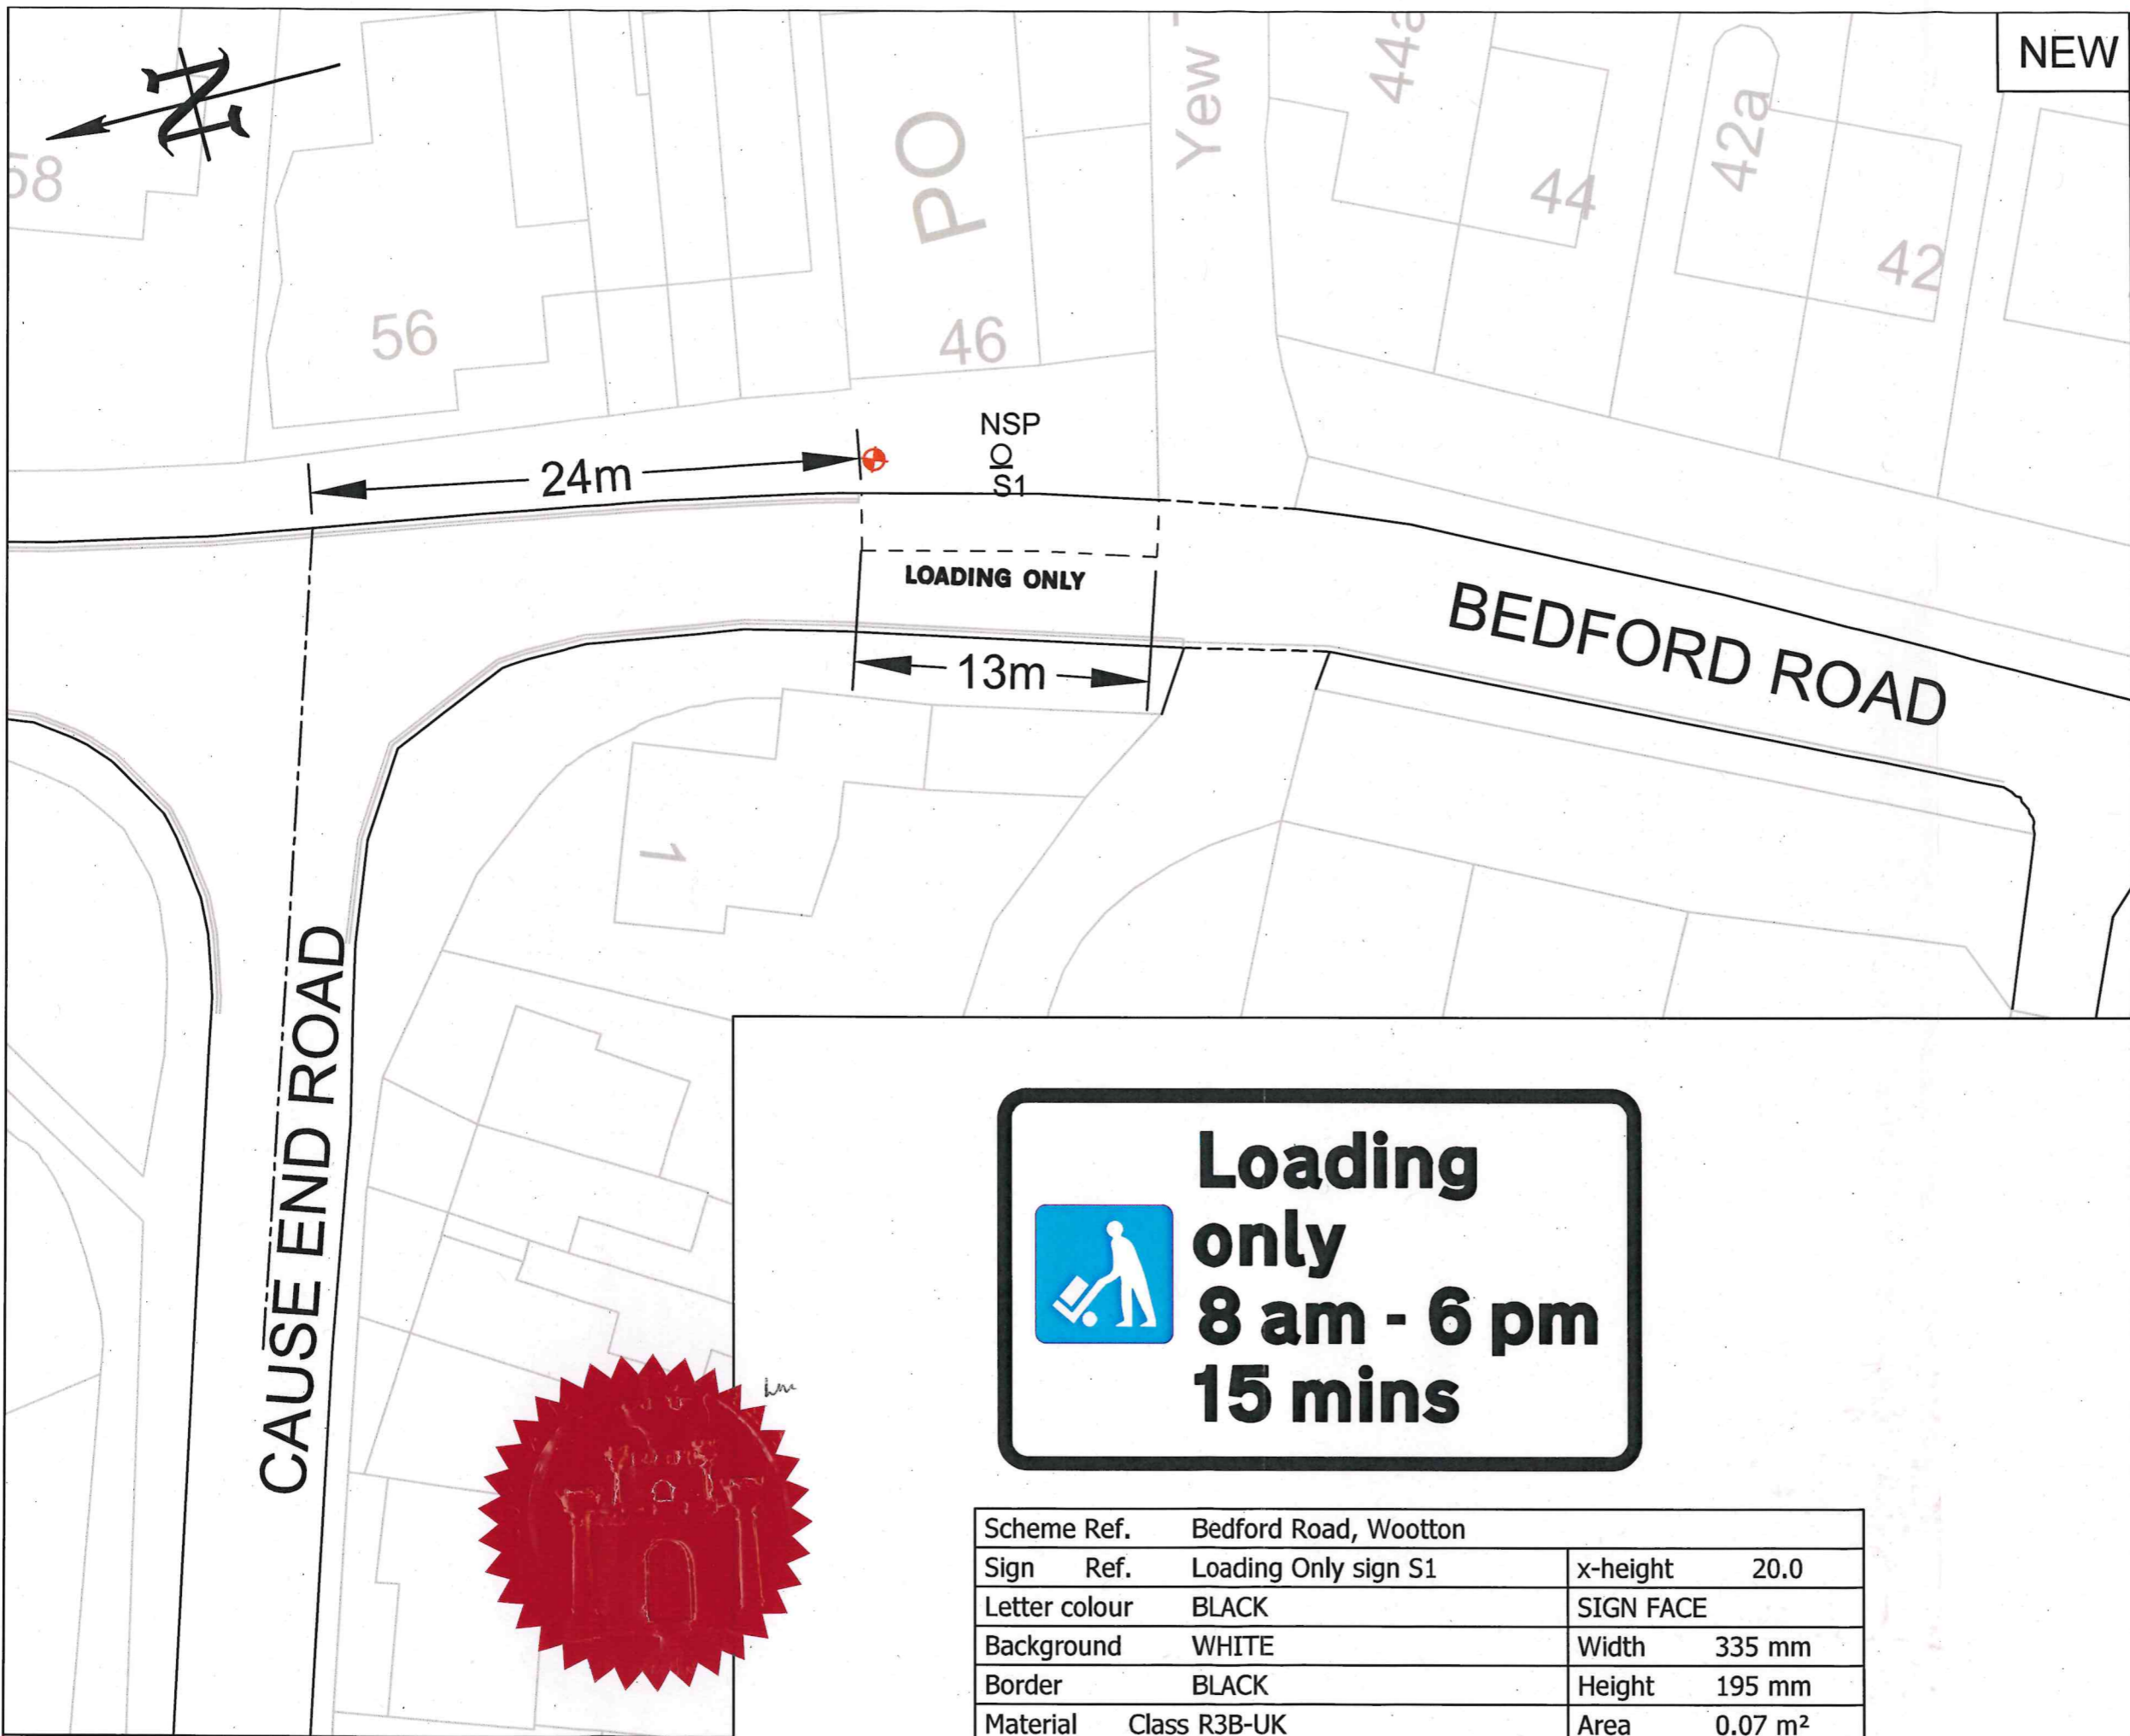 NEW
N
58
56
PO
46
Yew
44a
44
42a
42
NSP
S1
24m
LOADING ONLY
13m
BEDFORD ROAD
1
CAUSE END ROAD
Loading
only
8 am - 6 pm
15 mins
Scheme Ref. Bedford Road, Wootton
Sign Ref. Loading Only sign S1 x-height 20.0
Letter colour BLACK SIGN FACE
Background WHITE Width 335 mm
Border BLACK Height 195 mm
Material Class R3B-UK Area 0.07 m²